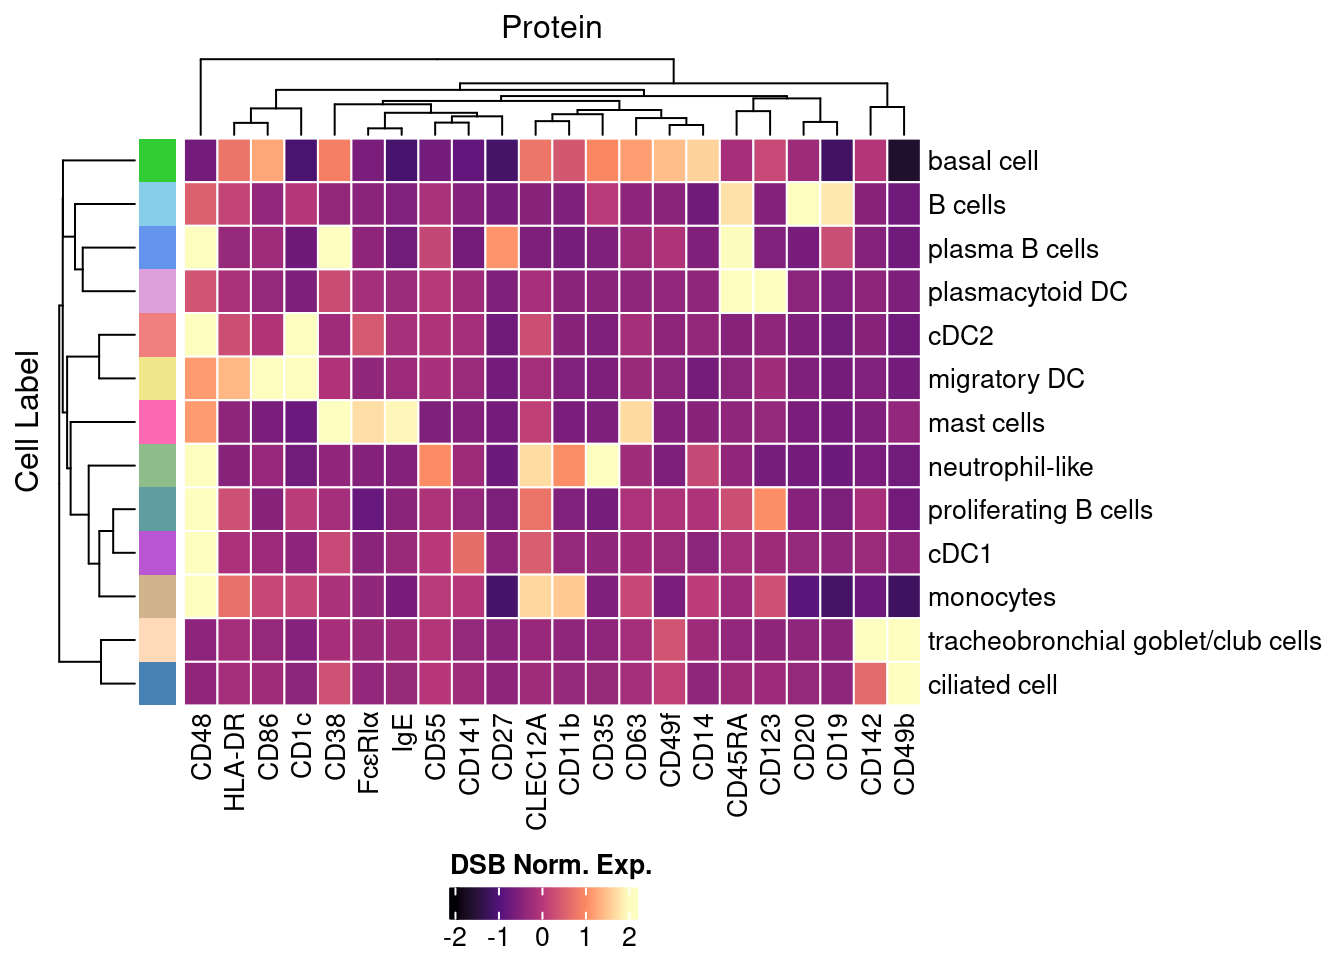 Protein
Cell Label
basal cell
B cells
plasma B cells
plasmacytoid DC
cDC2
migratory DC
mast cells
neutrophil-like
proliferating B cells
cDC1
monocytes
tracheobronchial goblet/club cells
ciliated cell
CD48
HLA-DR
CD86
CD1c
CD38
FcεRIα
IgE
CD55
CD141
CD27
CLEC12A
CD11b
CD35
CD63
CD49f
CD14
CD45RA
CD123
CD20
CD19
CD142
CD49b
DSB Norm. Exp.
-2 -1 0 1 2